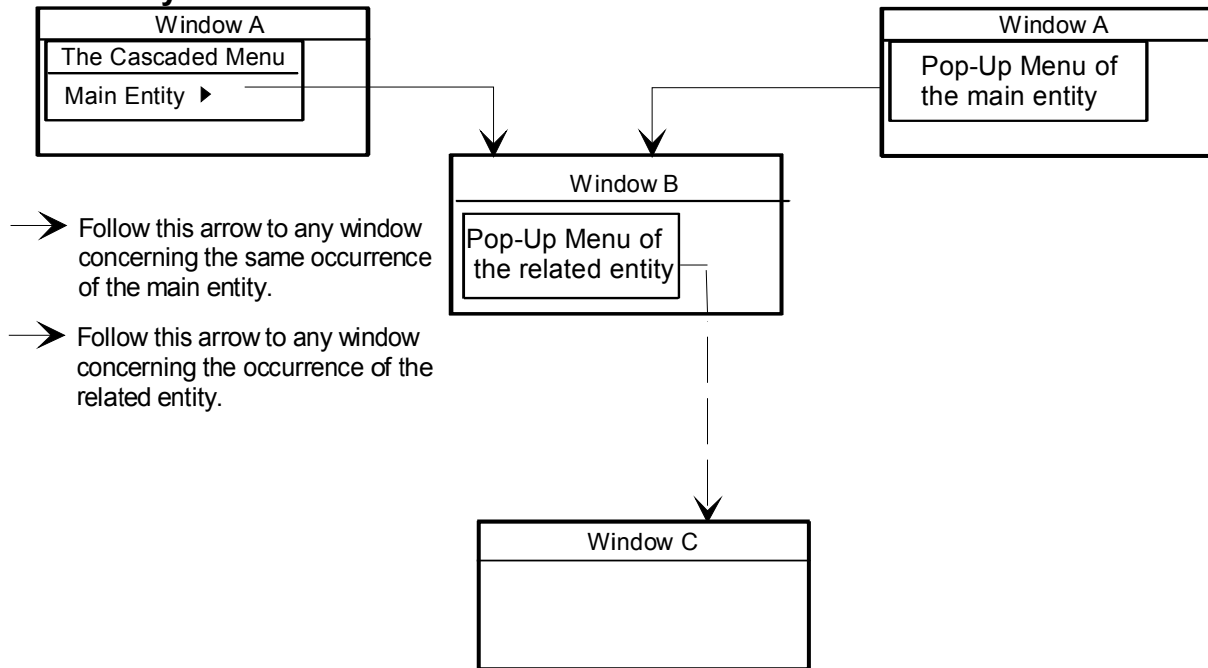 Window A
The Cascaded Menu
Main Entity
Window A
Pop-Up Menu of
the main entity
Window B
Pop-Up Menu of
the related entity
Follow this arrow to any window
concerning the same occurrence
of the main entity.
Follow this arrow to any window
concerning the occurrence of the
related entity.
Window C